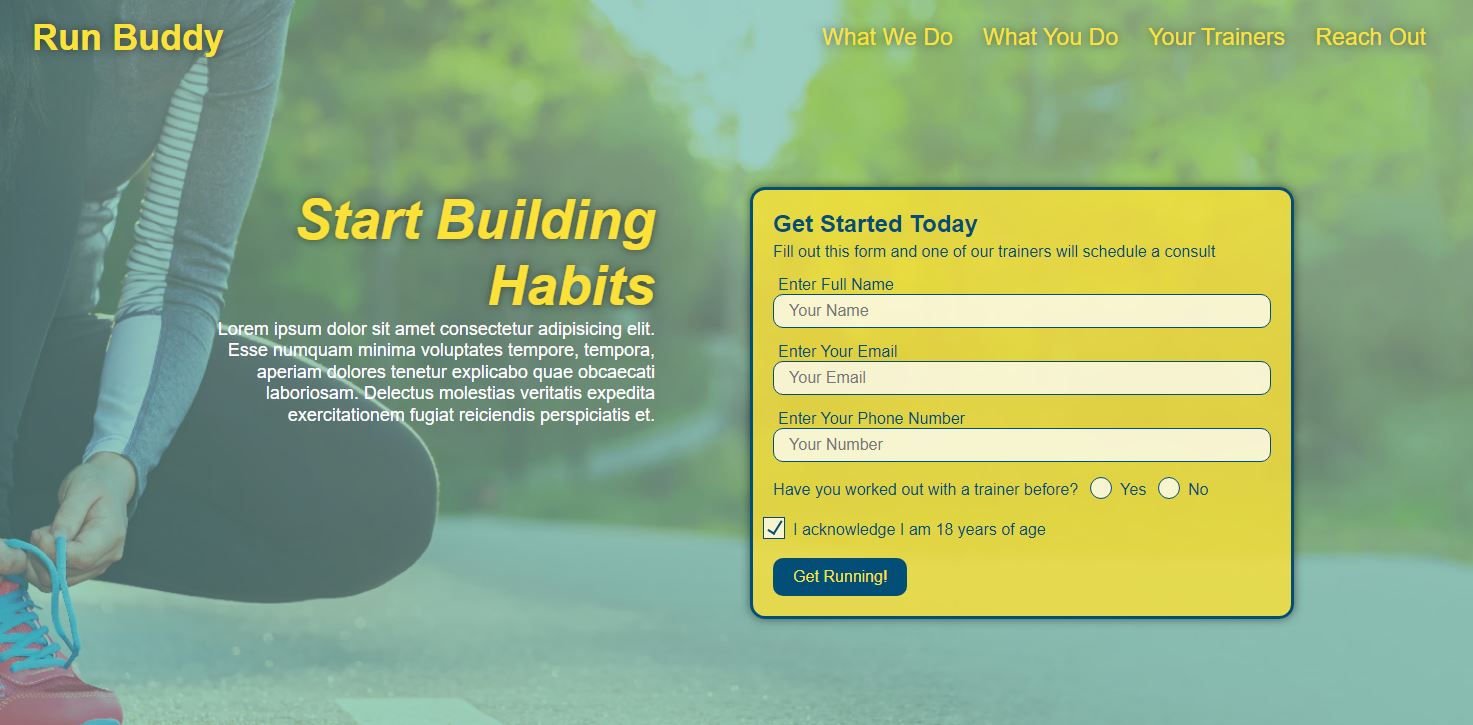 Run Buddy
What We Do What You Do Your Trainers Reach Out
Start Building
Habits
Lorem ipsum dolor sit amet consectetur adipisicing elit.
Esse numquam minima voluptates tempore, tempora,
aperiam dolores tenetur explicabo quae obcaecati
laboriosam. Delectus molestias veritatis expedita
exercitationem fugiat reiciendis perspiciatis et.
Get Started Today
Fill out this form and one of our trainers will schedule a consult
Enter Full Name
Your Name
Enter Your Email
Your Email
Enter Your Phone Number
Your Number
Have you worked out with a trainer before? Yes No
I acknowledge I am 18 years of age
Get Running!